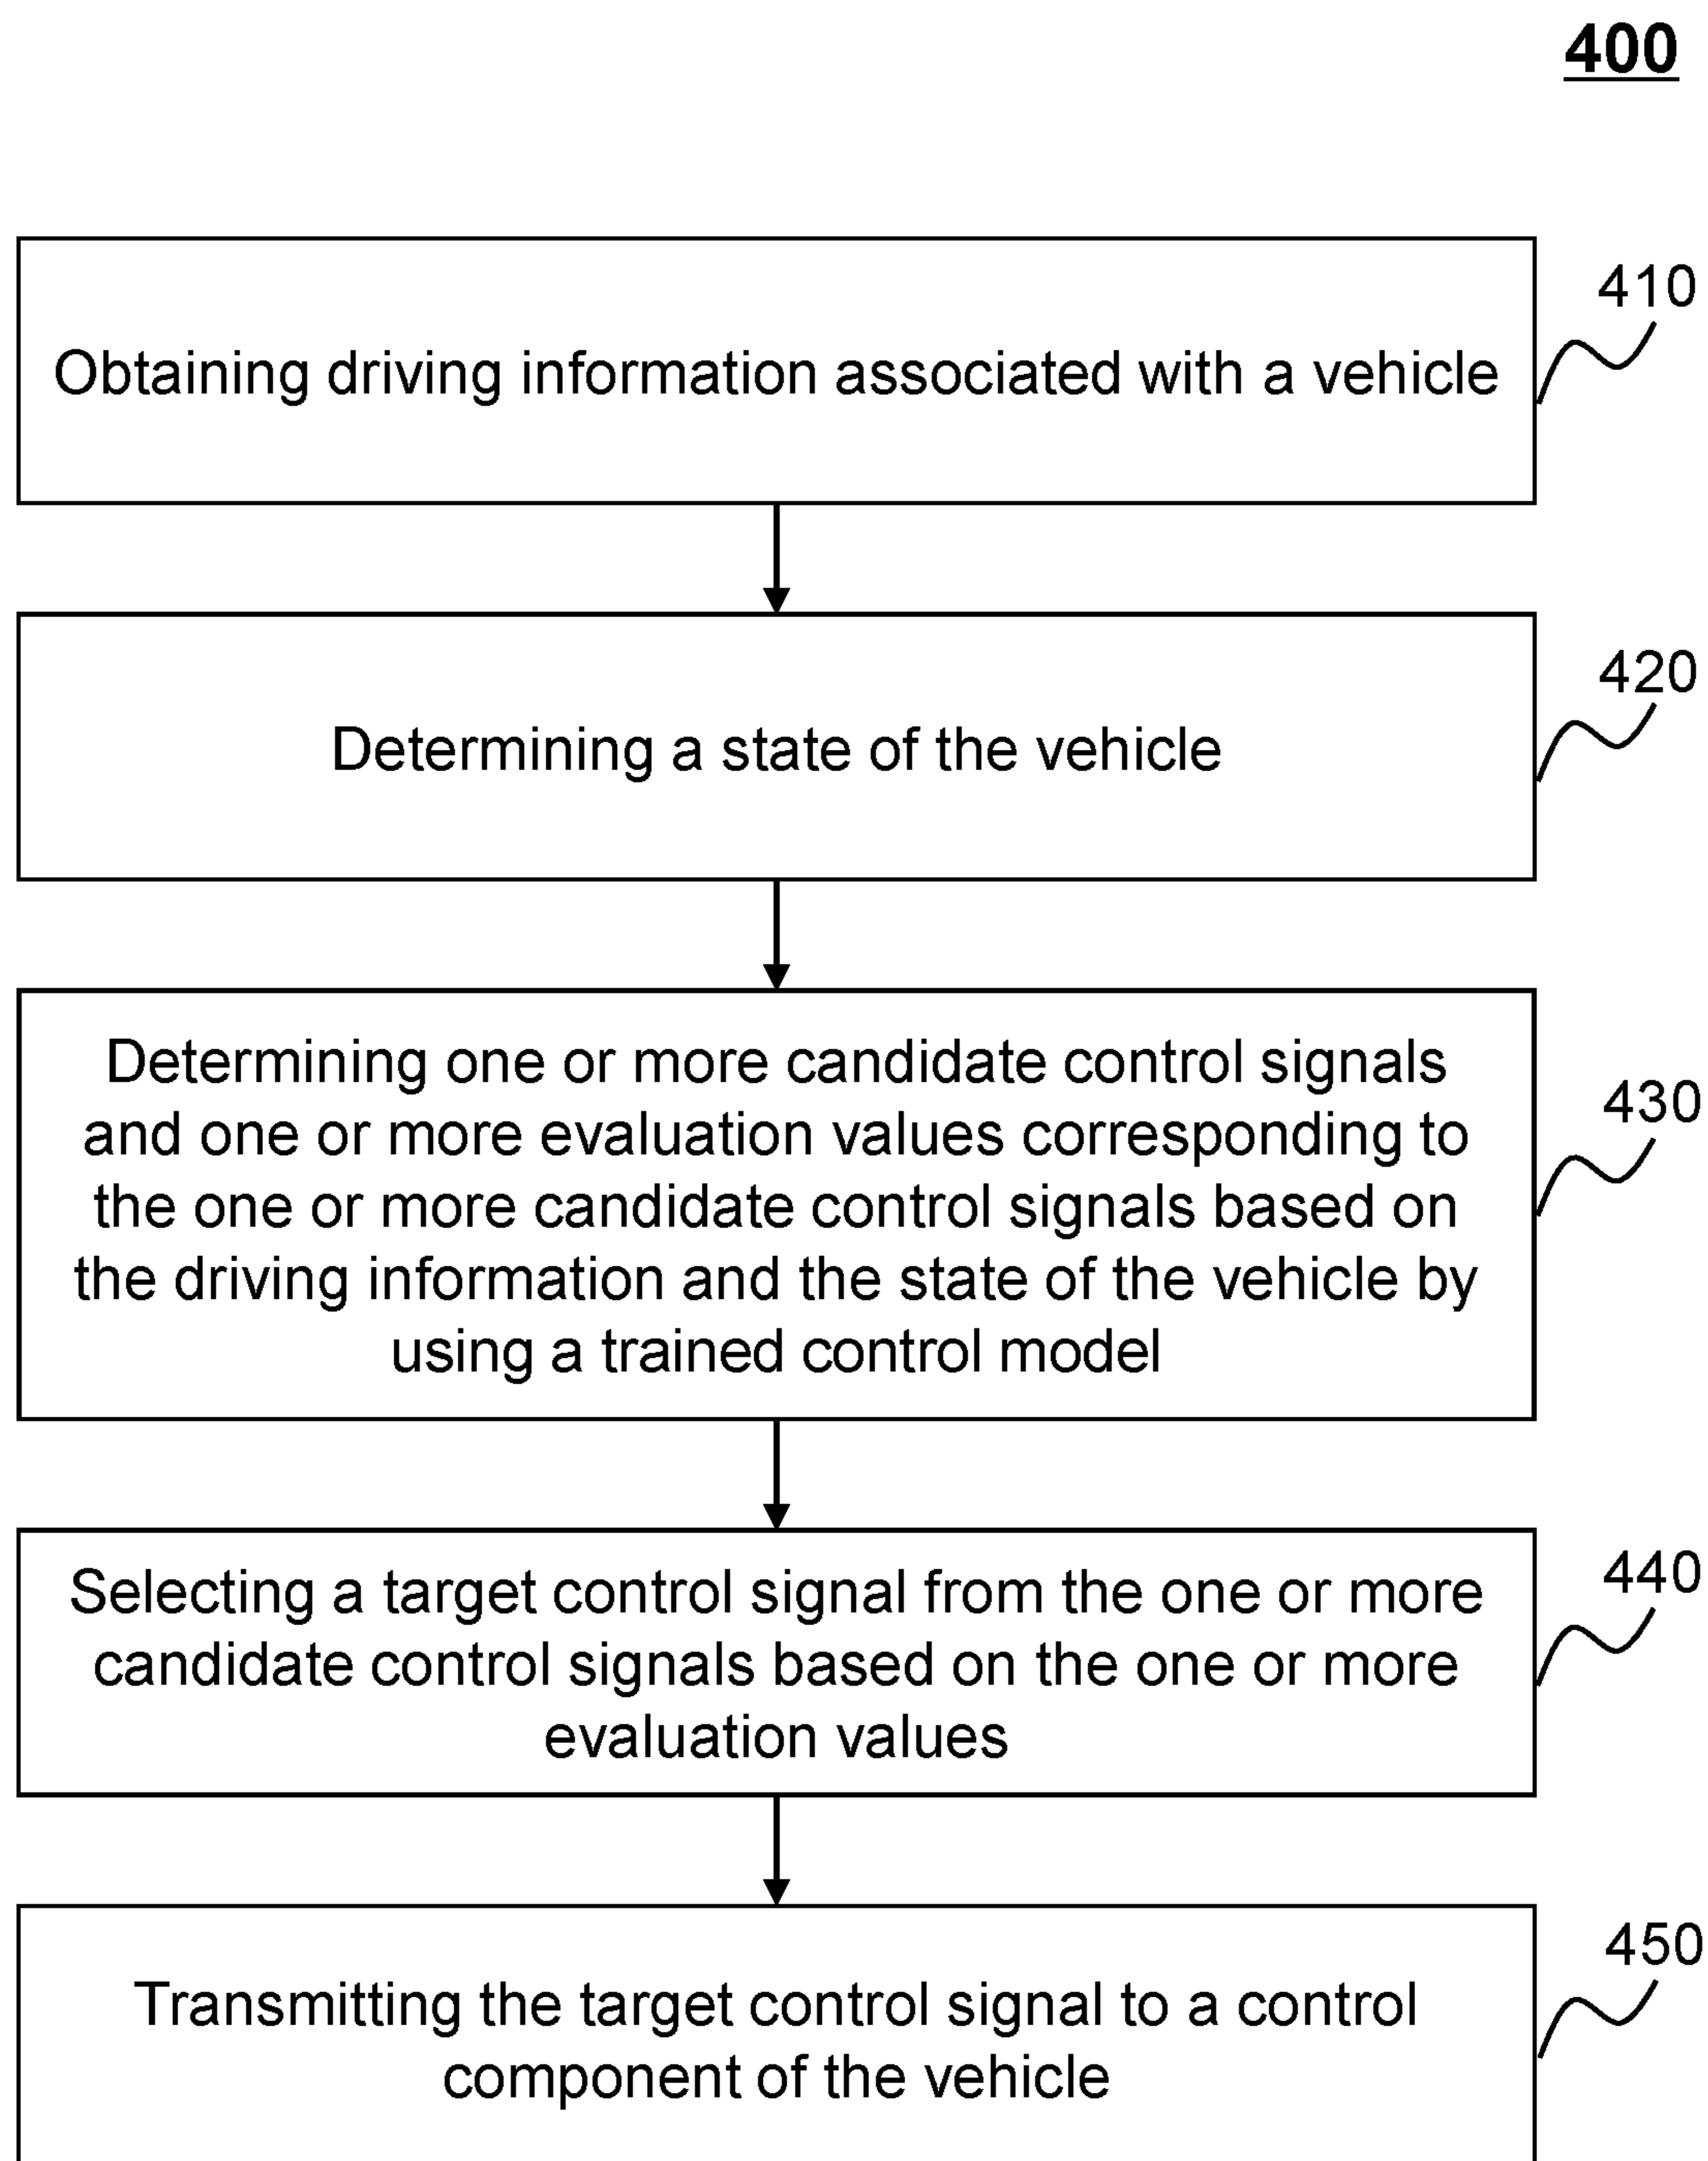 400
410
Obtaining driving information associated with a vehicle
420
Determining a state of the vehicle
Determining one or more candidate control signals
430
and one or more evaluation values corresponding to
the one or more candidate control signals based on
the driving information and the state of the vehicle by
using a trained control model
440
Selecting a target control signal from the one or more
candidate control signals based on the one or more
evaluation values
450
Transmitting the target control signal to a control
component of the vehicle